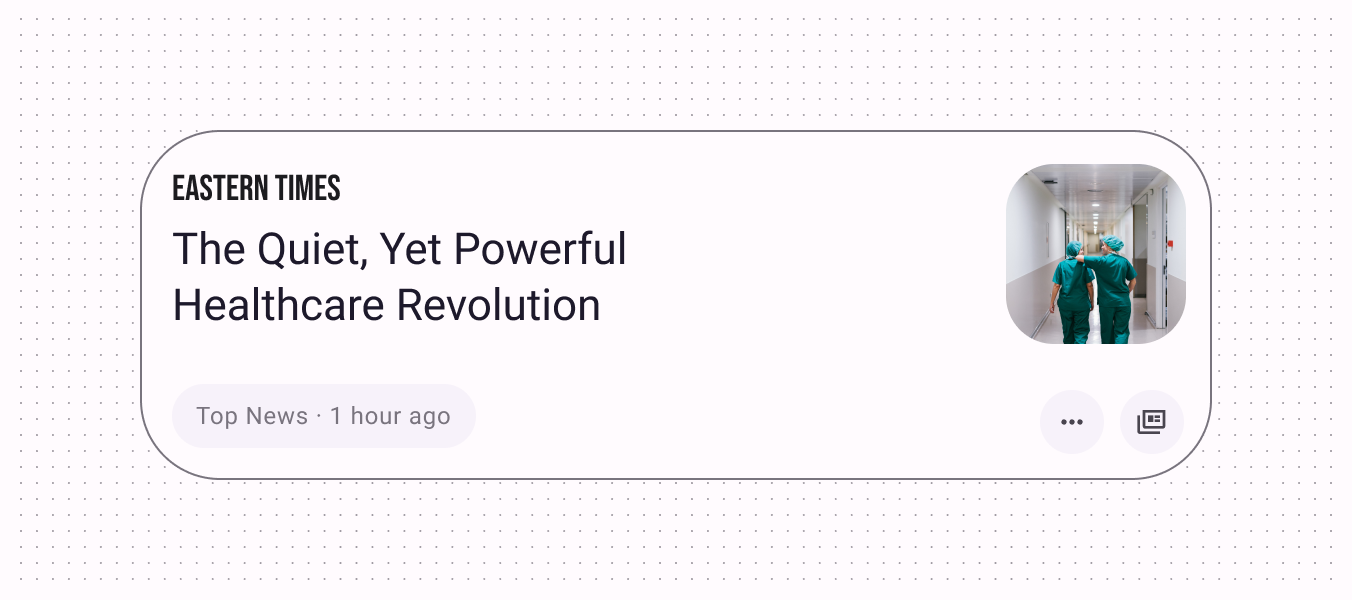 EASTERN TIMES
The Quiet, Yet Powerful
Healthcare Revolution
Top News · 1 hour ago